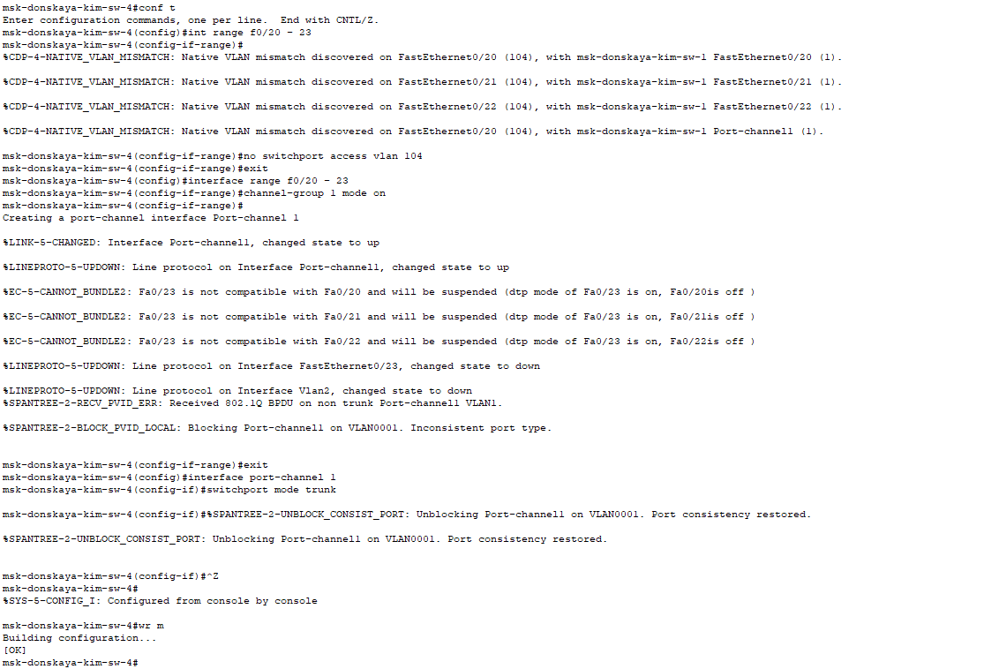 msk-donskaya-kim-sw-4#conf t
Enter configuration commands, one per line.  End with CNTL/Z.
msk-donskaya-kim-sw-4(config)#int range f0/20 - 23
msk-donskaya-kim-sw-4(config-if-range)#
%CDP-4-NATIVE_VLAN_MISMATCH: Native VLAN mismatch discovered on FastEthernet0/20 (104), with msk-donskaya-kim-sw-1 FastEthernet0/20 (1).
%CDP-4-NATIVE_VLAN_MISMATCH: Native VLAN mismatch discovered on FastEthernet0/21 (104), with msk-donskaya-kim-sw-1 FastEthernet0/21 (1).
%CDP-4-NATIVE_VLAN_MISMATCH: Native VLAN mismatch discovered on FastEthernet0/22 (104), with msk-donskaya-kim-sw-1 FastEthernet0/22 (1).
%CDP-4-NATIVE_VLAN_MISMATCH: Native VLAN mismatch discovered on FastEthernet0/20 (104), with msk-donskaya-kim-sw-1 Port-channel1 (1).
msk-donskaya-kim-sw-4(config-if-range)#no switchport access vlan 104
msk-donskaya-kim-sw-4(config-if-range)#exit
msk-donskaya-kim-sw-4(config)#interface range f0/20 - 23
msk-donskaya-kim-sw-4(config-if-range)#channel-group 1 mode on
msk-donskaya-kim-sw-4(config-if-range)#
Creating a port-channel interface Port-channel 1
%LINK-5-CHANGED: Interface Port-channel1, changed state to up
%LINEPROTO-5-UPDOWN: Line protocol on Interface Port-channel1, changed state to up
%EC-5-CANNOT_BUNDLE2: Fa0/23 is not compatible with Fa0/20 and will be suspended (dtp mode of Fa0/23 is on, Fa0/20is off )
%EC-5-CANNOT_BUNDLE2: Fa0/23 is not compatible with Fa0/21 and will be suspended (dtp mode of Fa0/23 is on, Fa0/21is off )
%EC-5-CANNOT_BUNDLE2: Fa0/23 is not compatible with Fa0/22 and will be suspended (dtp mode of Fa0/23 is on, Fa0/22is off )
%LINEPROTO-5-UPDOWN: Line protocol on Interface FastEthernet0/23, changed state to down
%LINEPROTO-5-UPDOWN: Line protocol on Interface Vlan2, changed state to down
%SPANTREE-2-RECV_PVID_ERR: Received 802.1Q BPDU on non trunk Port-channel1 VLAN1.
%SPANTREE-2-BLOCK_PVID_LOCAL: Blocking Port-channel1 on VLAN0001. Inconsistent port type.
msk-donskaya-kim-sw-4(config-if-range)#exit
msk-donskaya-kim-sw-4(config)#interface port-channel 1
msk-donskaya-kim-sw-4(config-if)#switchport mode trunk
msk-donskaya-kim-sw-4(config-if)#%SPANTREE-2-UNBLOCK_CONSIST_PORT: Unblocking Port-channel1 on VLAN0001. Port consistency restored.
%SPANTREE-2-UNBLOCK_CONSIST_PORT: Unblocking Port-channel1 on VLAN0001. Port consistency restored.
msk-donskaya-kim-sw-4(config-if)#^Z
msk-donskaya-kim-sw-4#
%SYS-5-CONFIG_I: Configured from console by console
msk-donskaya-kim-sw-4#wr m
Building configuration...
[OK]
msk-donskaya-kim-sw-4#